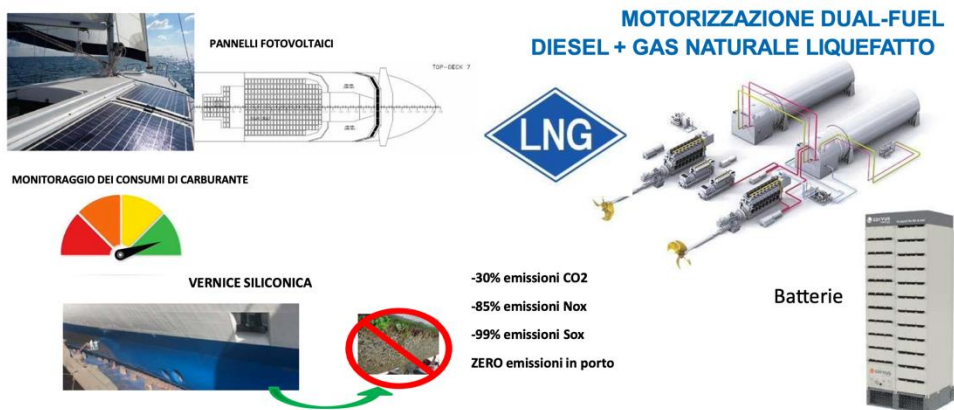 MOTORIZZAZIONE DUAL-FUEL
DIESEL + GAS NATURALE LIQUEFATTO
PANNELLI FOTOVOLTAICI
TOP-DECK 7
LNG
MONITORAGGIO DEI CONSUMI DI CARBURANTE
VERNICE SILICONICA
-30% emissioni CO2
-85% emissioni Nox
-99% emissioni Sox
ZERO emissioni in porto
Batterie